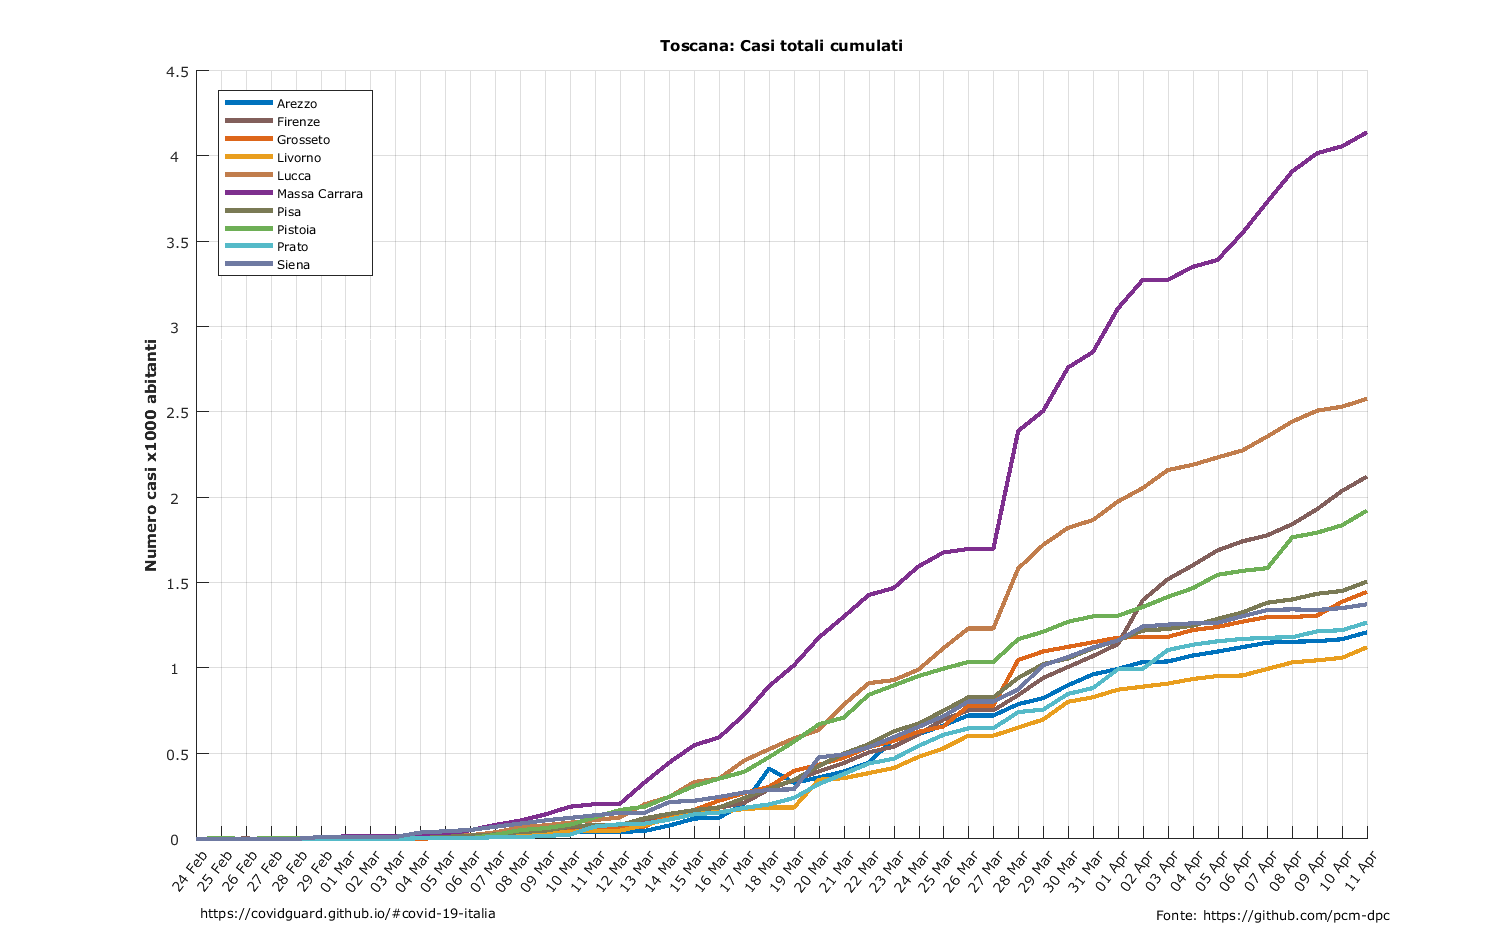 Toscana: Casi totali cumulati
Numero casi x1000 abitanti
4.5
4
3.5
3
2.5
2
1.5
1
0.5
0
Arezzo
Firenze
Grosseto
Livorno
Lucca
Massa Carrara
Pisa
Pistoia
Prato
Siena
24 Feb
25 Feb
26 Feb
27 Feb
28 Feb
29 Feb
01 Mar
02 Mar
03 Mar
04 Mar
05 Mar
06 Mar
07 Mar
08 Mar
09 Mar
10 Mar
11 Mar
12 Mar
13 Mar
14 Mar
15 Mar
16 Mar
17 Mar
18 Mar
19 Mar
20 Mar
21 Mar
22 Mar
23 Mar
24 Mar
25 Mar
26 Mar
27 Mar
28 Mar
29 Mar
30 Mar
31 Mar
01 Apr
02 Apr
03 Apr
04 Apr
05 Apr
06 Apr
07 Apr
08 Apr
09 Apr
10 Apr
11 Apr
https://covidguard.github.io/#covid-19-italia
Fonte: https://github.com/pcm-dpc